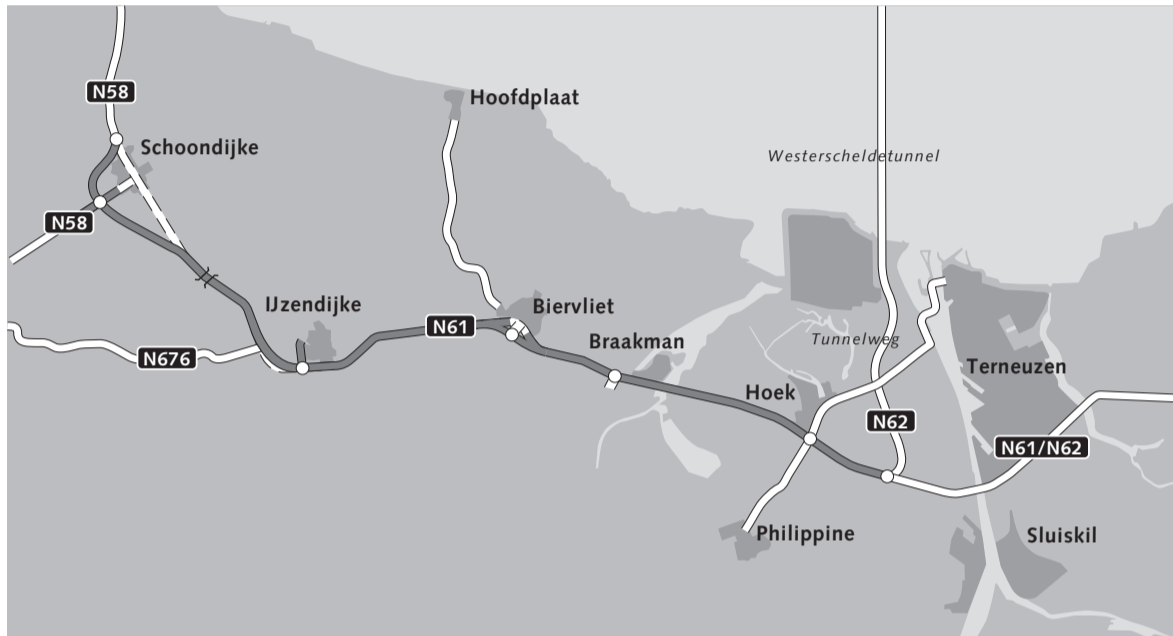 N58
Hoofdplaat
Schoondijke
Westerscheldetunnel
N58
IJzendijke
Biervliet
N61
Braakman
Tunnelweg
N676
Terneuzen
Hoek
N62
N61/N62
Philippine
Sluiskil